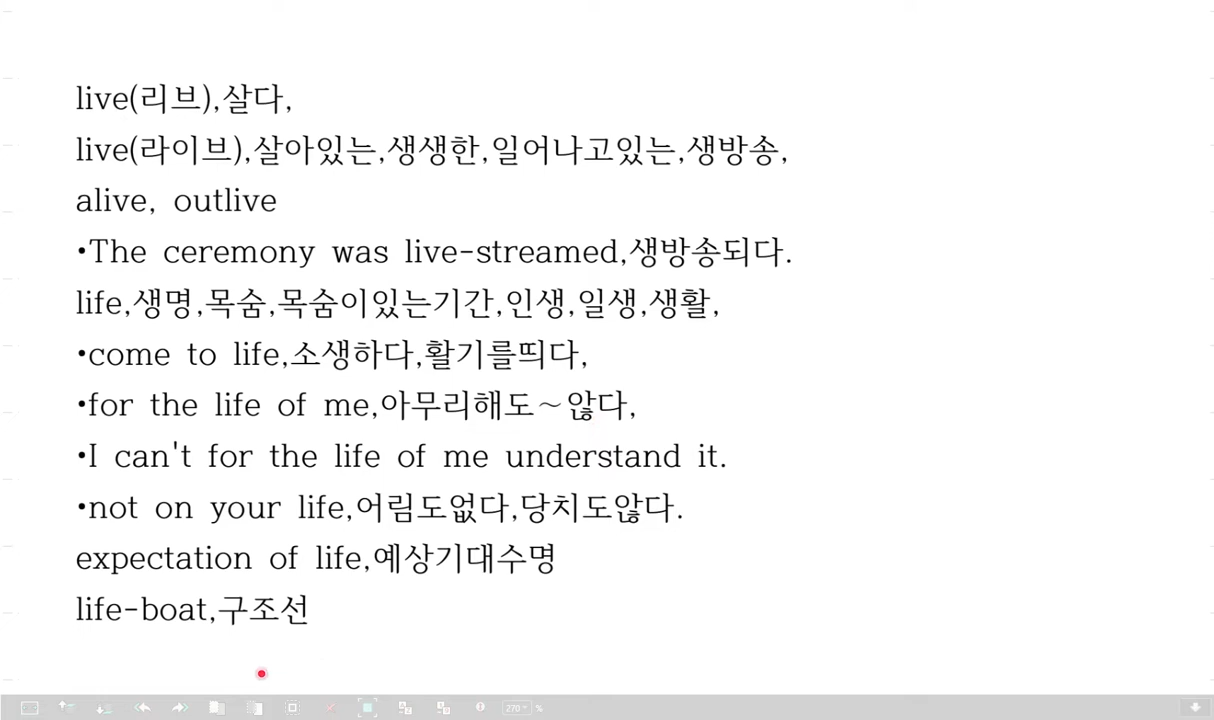 live(리브),살다,
live(라이브),살아있는,생생한,일어나고있는,생방송,
alive, outlive
•The ceremony was live-streamed,생방송되다.
life,생명,목숨,목숨이있는기간,인생,일생,생활,
•come to life,소생하다,활기를띄다,
•for the life of me,아무리해도~않다,
•I can't for the life of me understand it.
•not on your life,어림도없다,당치도않다.
expectation of life,예상기대수명
life-boat,구조선
270 %